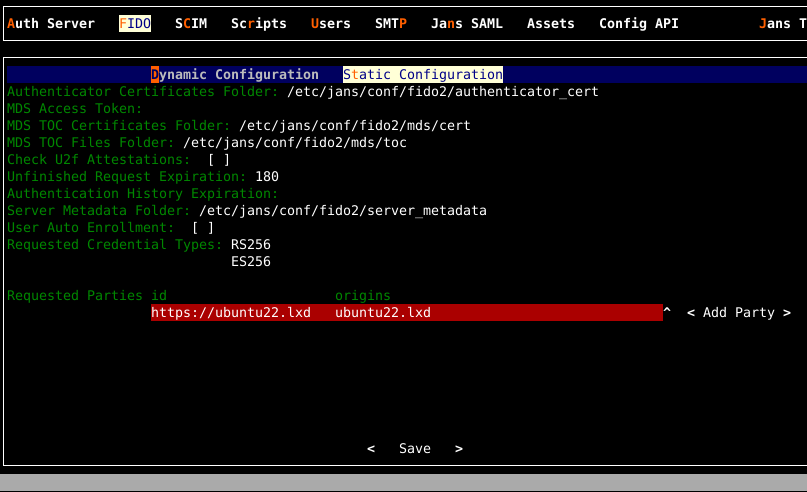 Auth Server FIDO SCIM Scripts Users SMTP Jans SAML Assets Config API Jans T
Dynamic Configuration Static Configuration
Authenticator Certificates Folder: /etc/jans/conf/fido2/authenticator_cert
MDS Access Token:
MDS TOC Certificates Folder: /etc/jans/conf/fido2/mds/cert
MDS TOC Files Folder: /etc/jans/conf/fido2/mds/toc
Check U2f Attestations: [ ]
Unfinished Request Expiration: 180
Authentication History Expiration:
Server Metadata Folder: /etc/jans/conf/fido2/server_metadata
User Auto Enrollment: [ ]
Requested Credential Types: RS256
ES256
Requested Parties id origins
https://ubuntu22.lxd ubuntu22.lxd ^ < Add Party >
< Save >